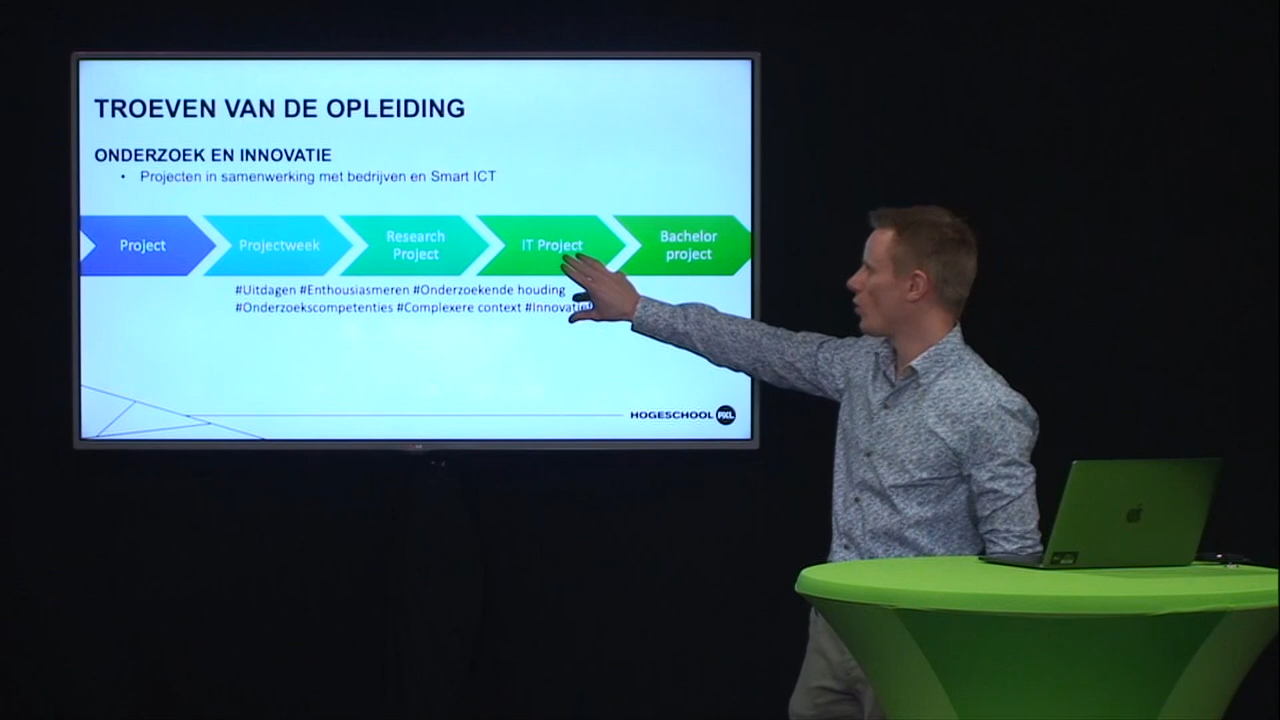 TROEVEN VAN DE OPLEIDING
ONDERZOEK EN INNOVATIE
• Projecten in samenwerking met bedrijven en Smart ICT
Project
Projectweek
Research
Project
IT Project
Bachelor
project
#Uitdagen #Enthousiasmeren #Onderzoekende houding
#Onderzoekscompetenties #Complexere context
HOGESCHOOL PXL